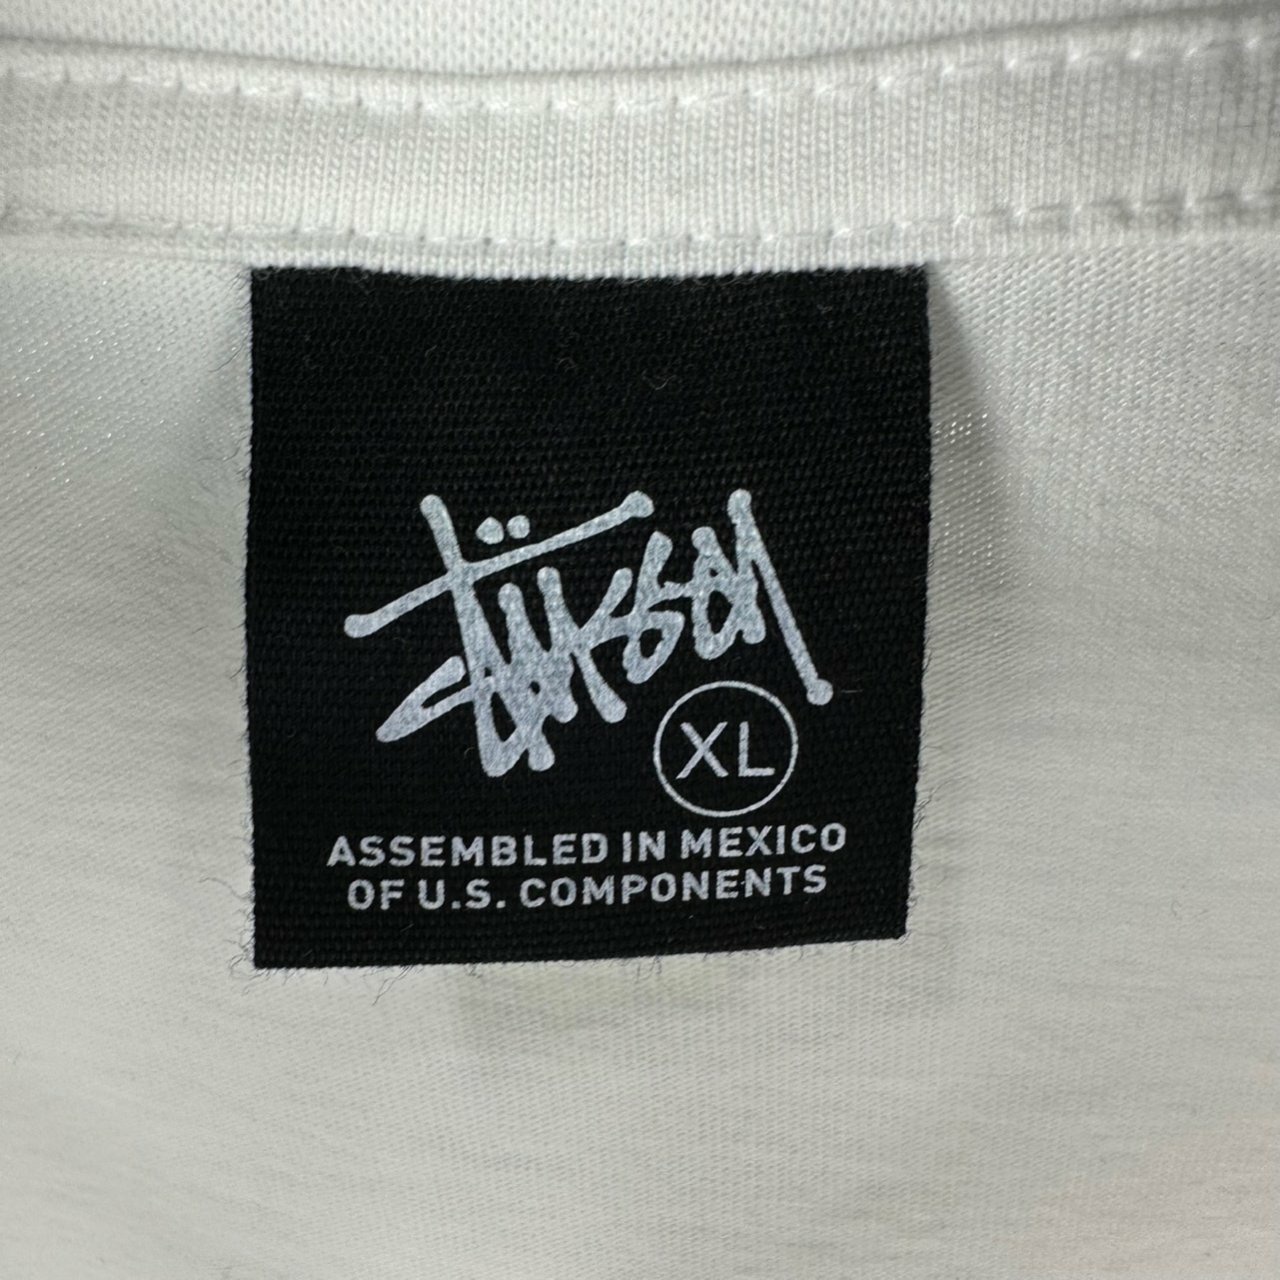 Stüssy
XL
ASSEMBLED IN MEXICO
OF U.S. COMPONENTS